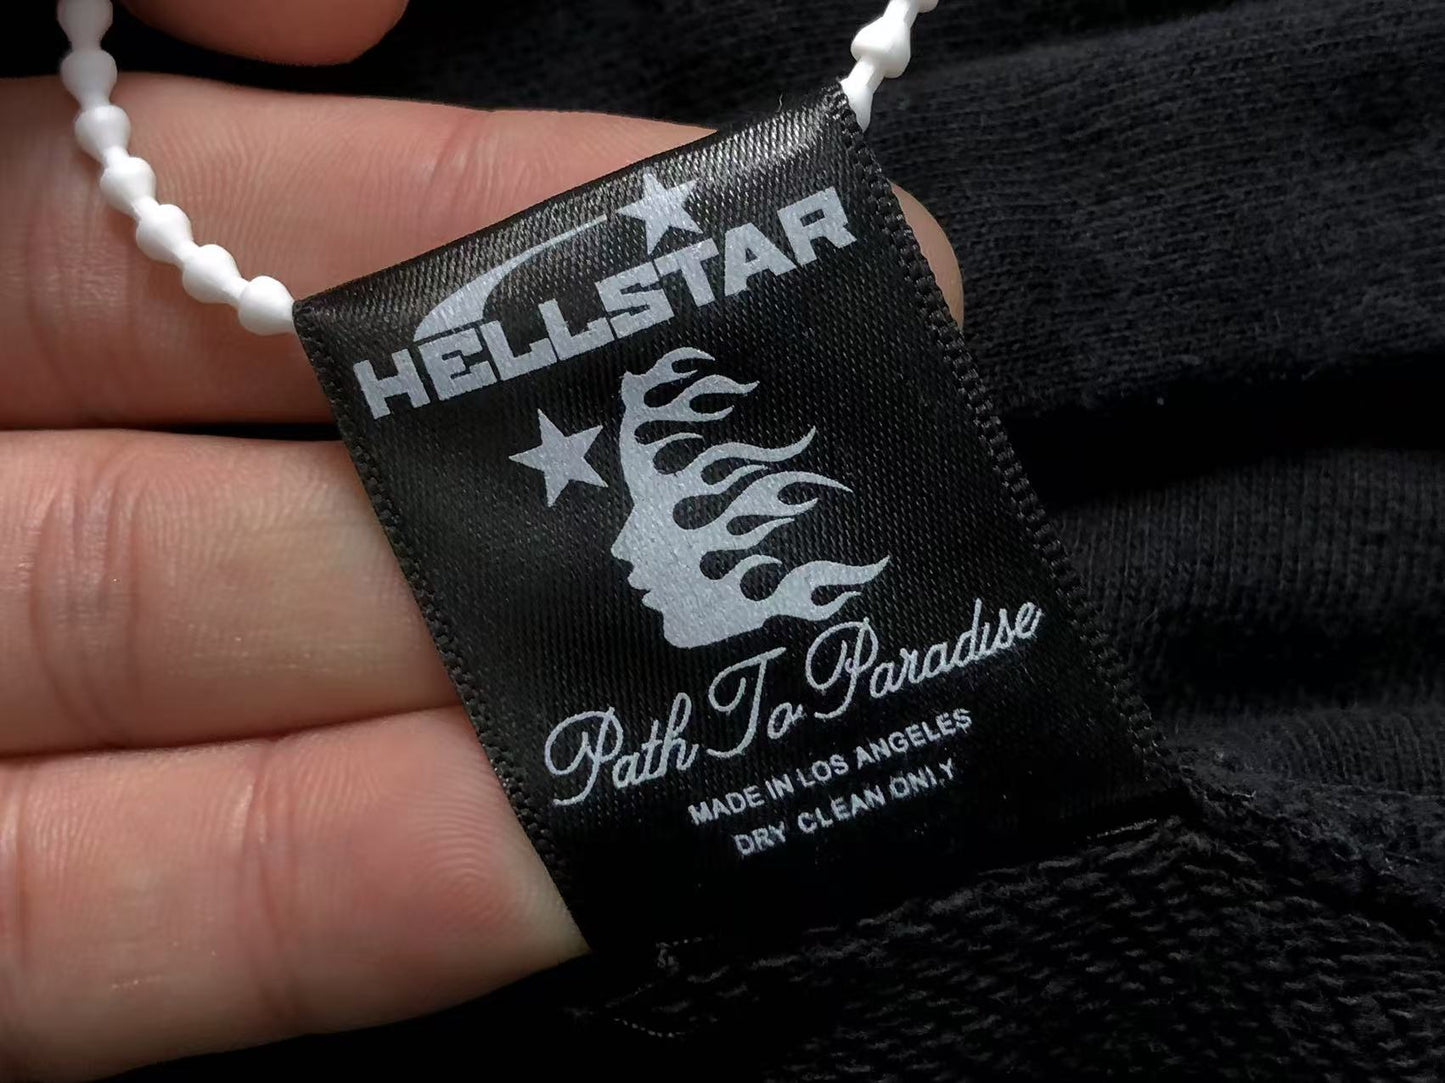 HELLSTAR
Path To Paradise
MADE IN LOS ANGELES
DRY CLEAN ONLY